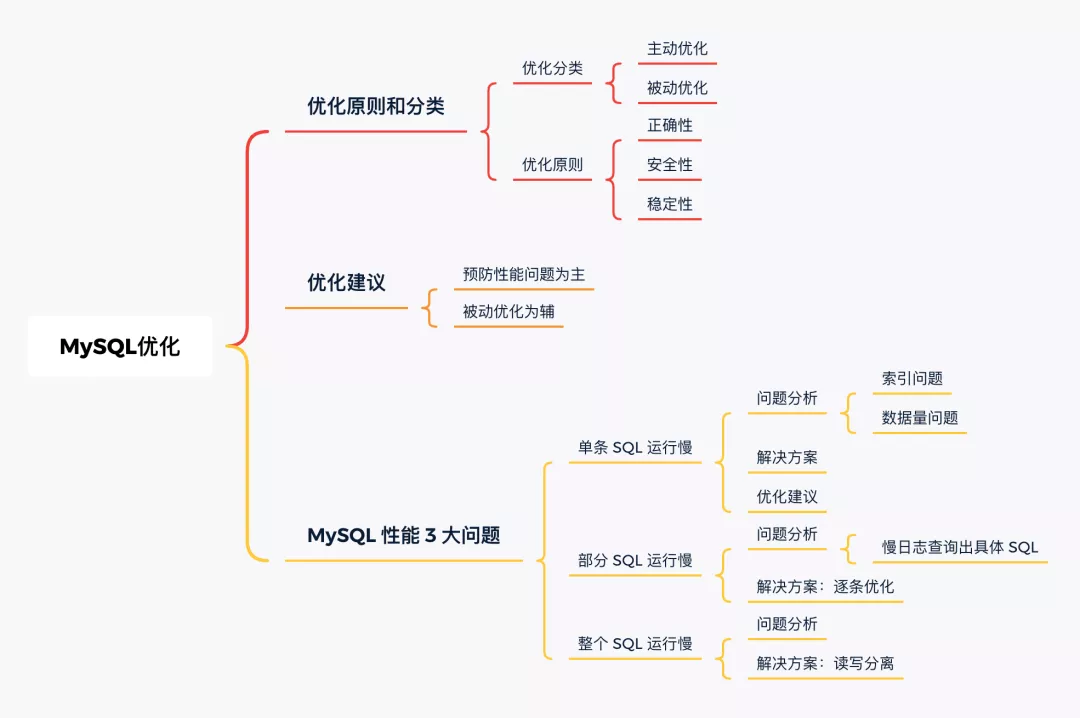 MySQL优化
优化原则和分类
优化分类
主动优化
被动优化
优化原则
正确性
安全性
稳定性
优化建议
预防性能问题为主
被动优化为辅
MySQL 性能 3 大问题
单条 SQL 运行慢
问题分析
索引问题
数据量问题
解决方案
优化建议
部分 SQL 运行慢
问题分析
慢日志查询出具体 SQL
解决方案：逐条优化
整个 SQL 运行慢
问题分析
解决方案：读写分离